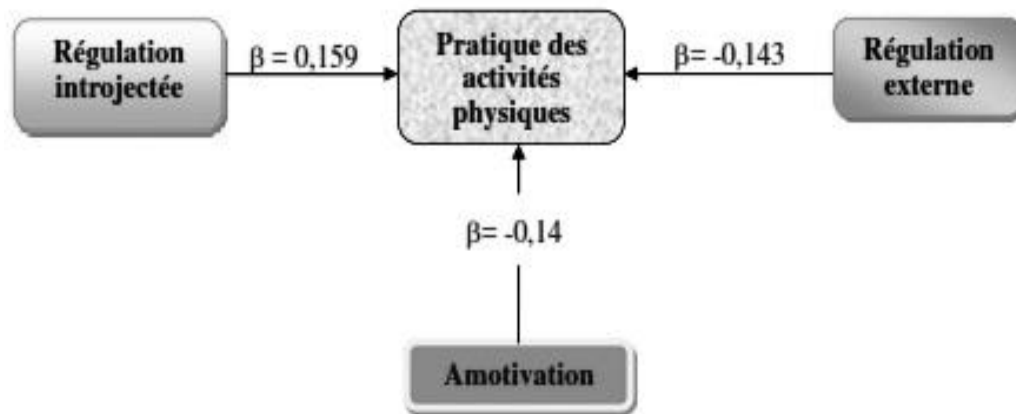 Régulation
introjectée
β = 0,159
Pratique des
activités
physiques
β= -0,143
Régulation
externe
β= -0,14
Amotivation